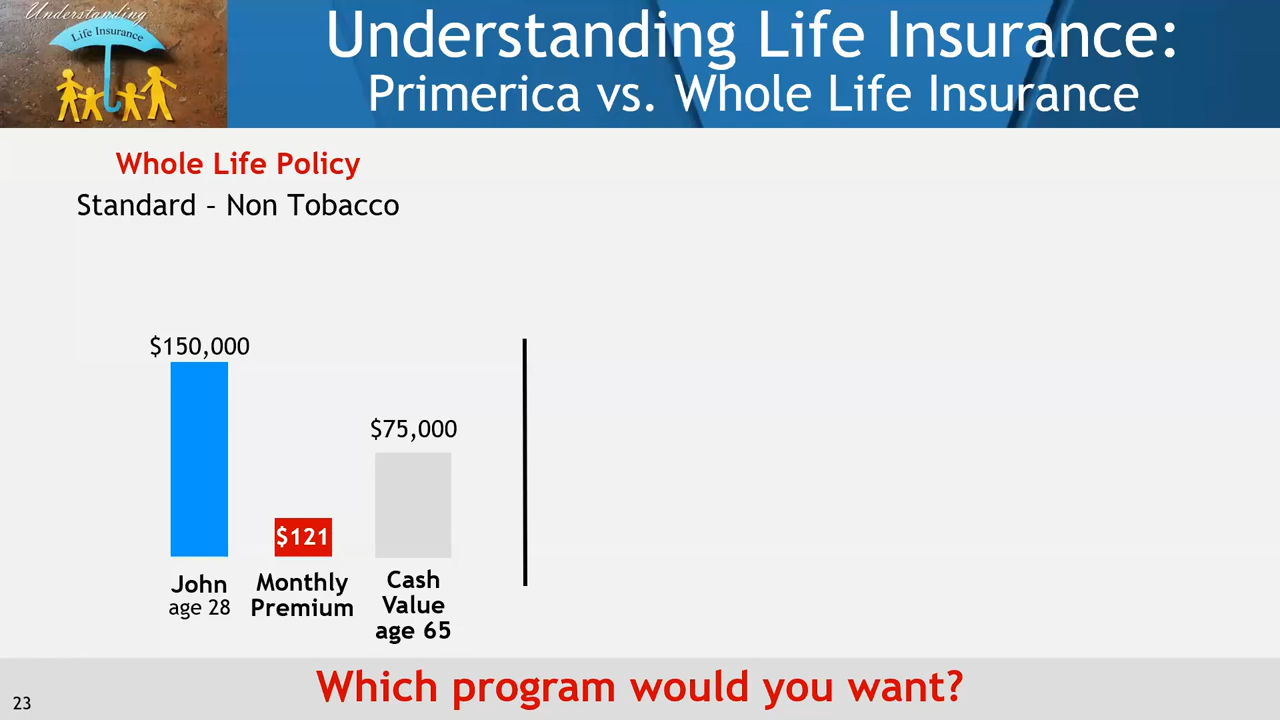 Understanding
Life Insurance
Understanding Life Insurance:
Primerica vs. Whole Life Insurance
Whole Life Policy
Standard – Non Tobacco
$150,000
$75,000
$121
John
age 28
Monthly
Premium
Cash
Value
age 65
Which program would you want?
23